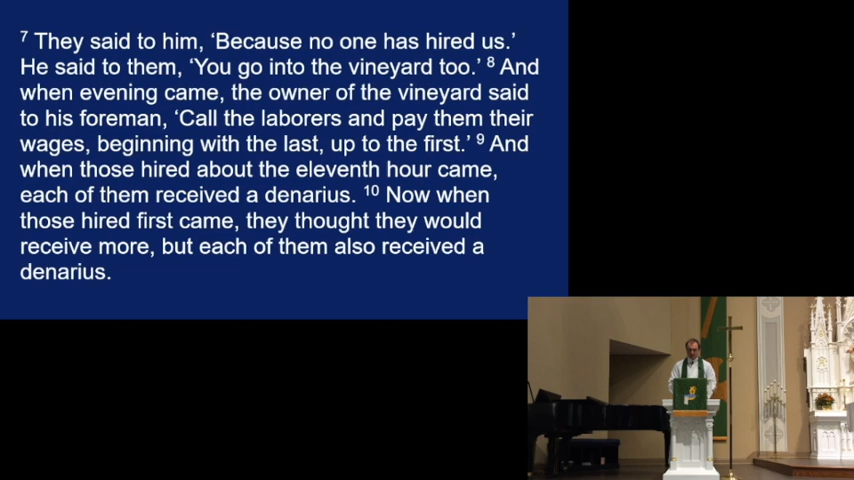 ⁷ They said to him, ‘Because no one has hired us.’
He said to them, ‘You go into the vineyard too.’ ⁸ And
when evening came, the owner of the vineyard said
to his foreman, ‘Call the laborers and pay them their
wages, beginning with the last, up to the first.’ ⁹ And
when those hired about the eleventh hour came,
each of them received a denarius. ¹⁰ Now when
those hired first came, they thought they would
receive more, but each of them also received a
denarius.